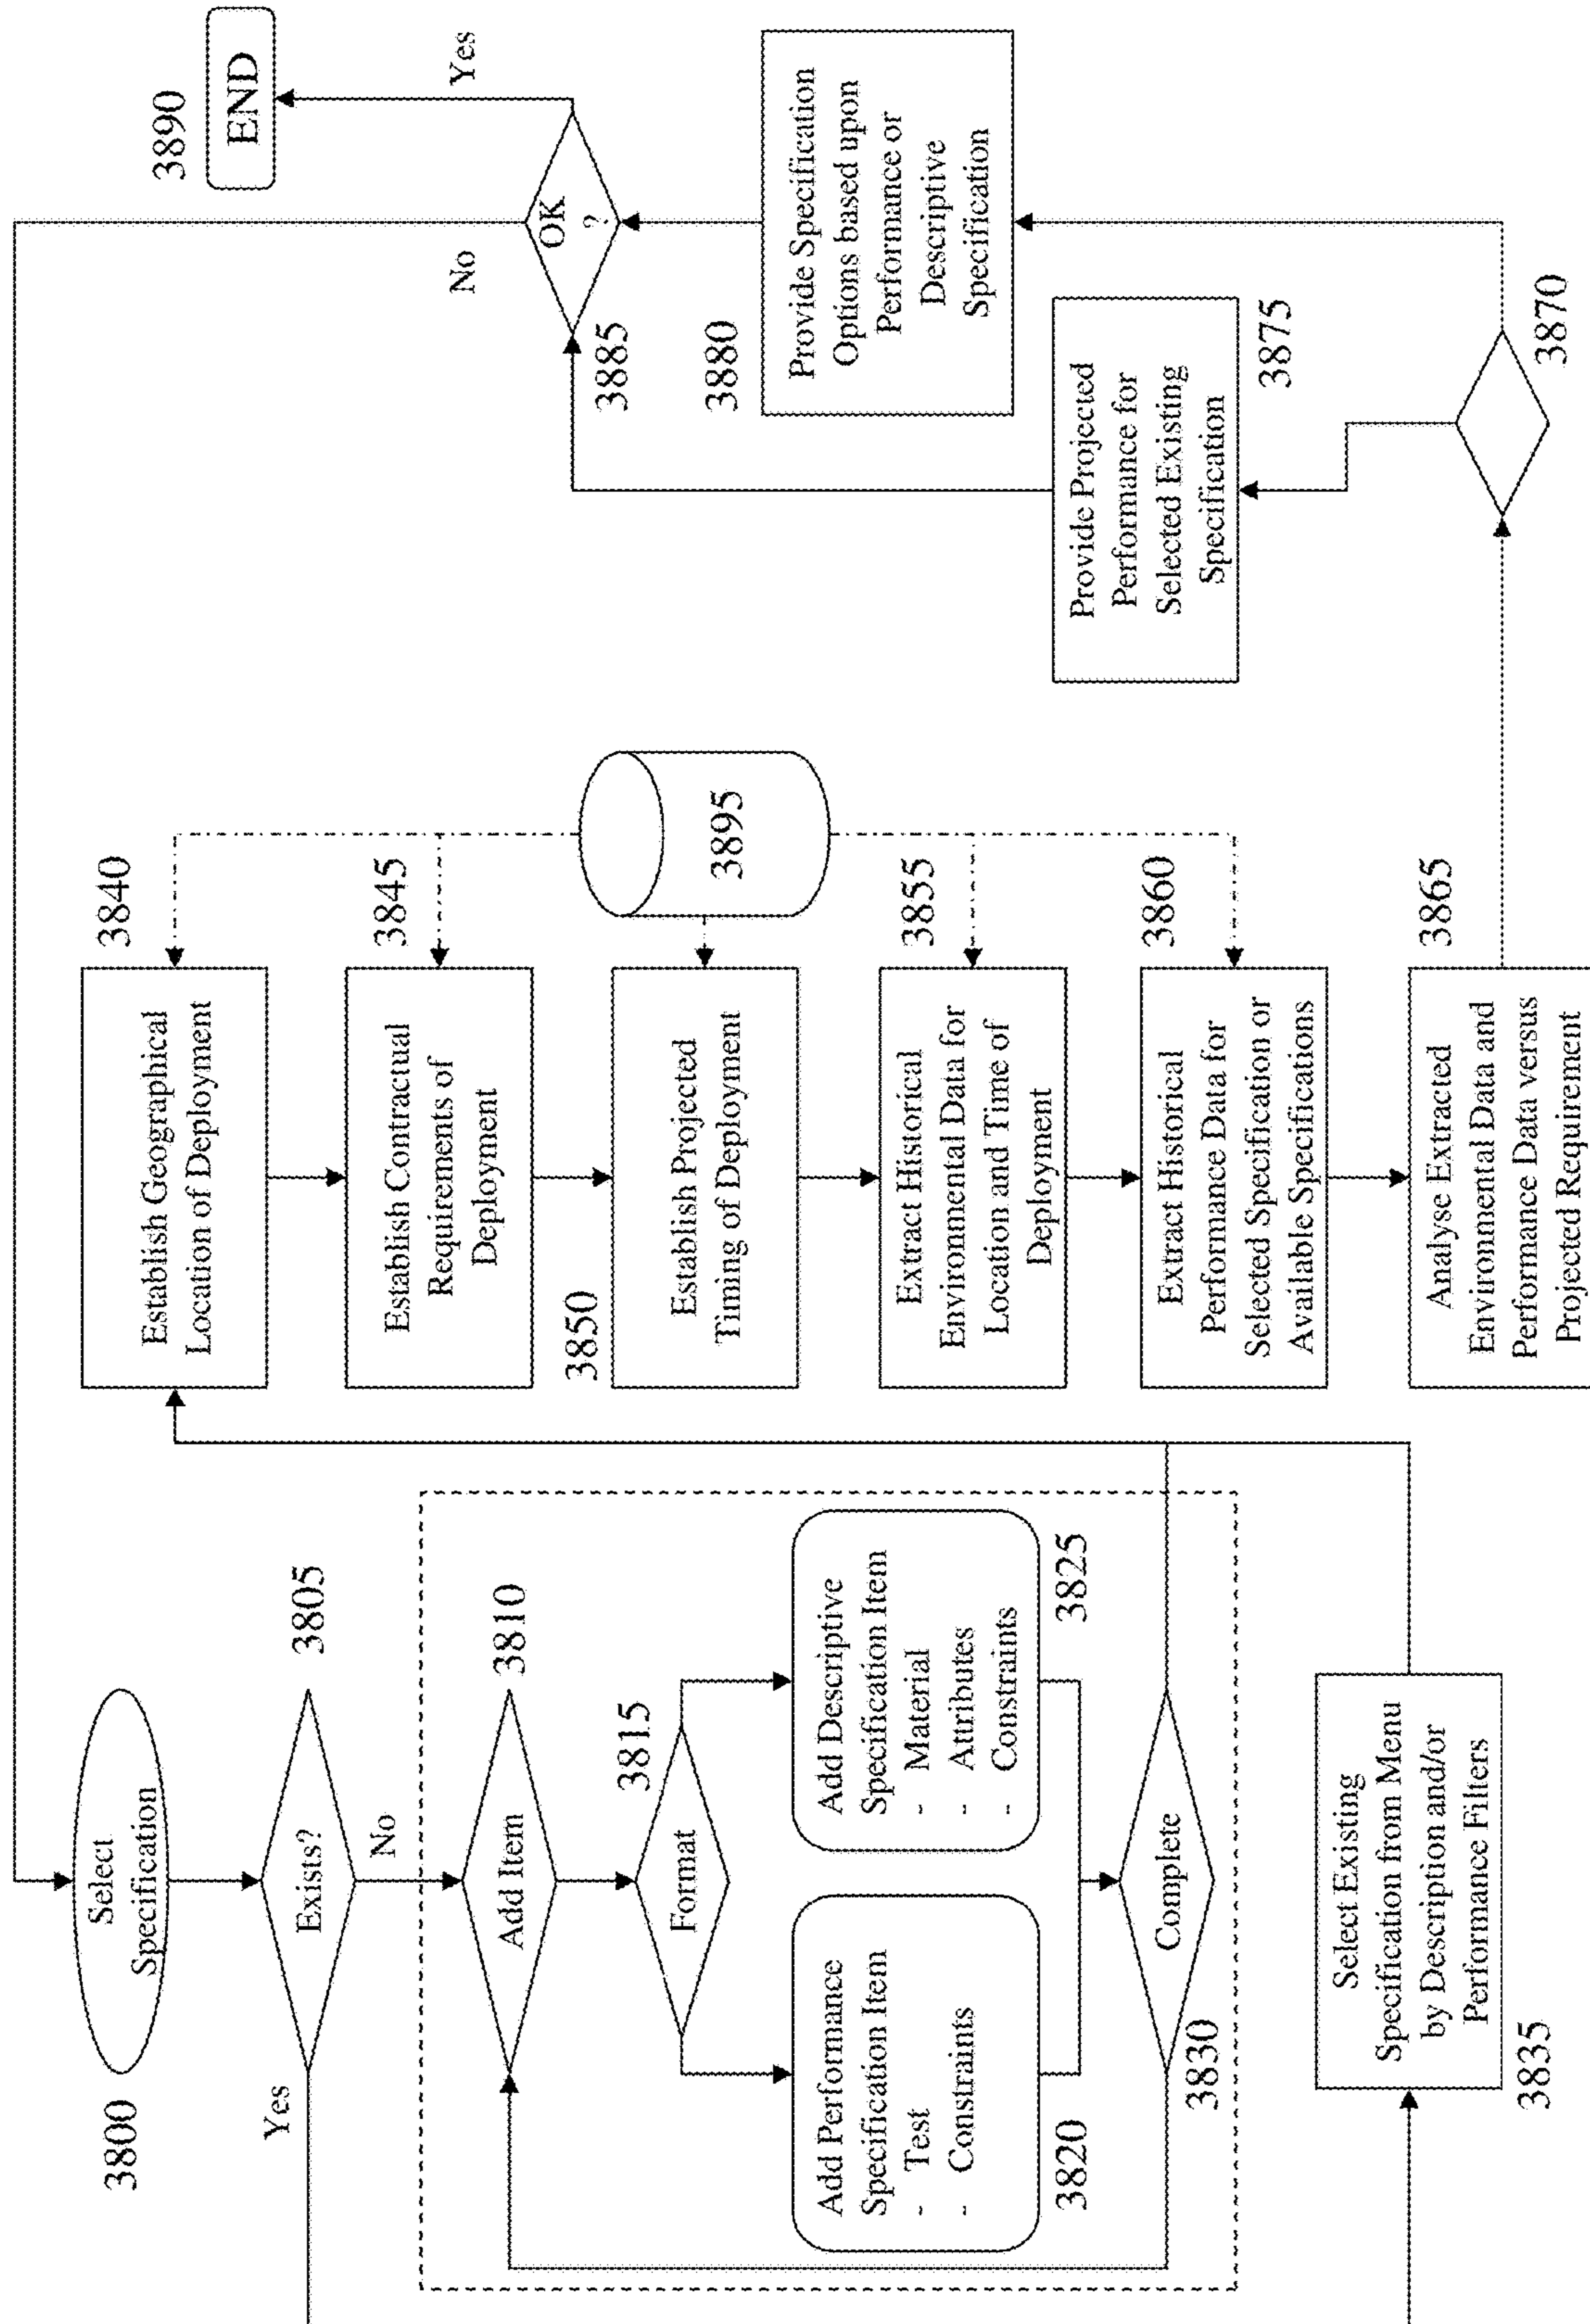 3800
Select
Specification
Exists?
3805
Yes
No
Add Item
3810
Format
3815
Add Performance
Specification Item
- Test
- Constraints
3820
Add Descriptive
Specification Item
- Material
- Attributes
- Constraints
3825
Complete
3830
Select Existing
Specification from Menu
by Description and/or
Performance Filters
3835
Establish Geographical
Location of Deployment
3840
Establish Contractual
Requirements of
Deployment
3845
Establish Projected
Timing of Deployment
3850
Extract Historical
Environmental Data for
Location and Time of
Deployment
3855
Extract Historical
Performance Data for
Selected Specification or
Available Specifications
3860
Analyse Extracted
Environmental Data and
Performance Data versus
Projected Requirement
3865
3895
3870
Provide Projected
Performance for
Selected Existing
Specification
3875
Provide Specification
Options based upon
Performance or
Descriptive
Specification
3880
OK
?
3885
No
Yes
END
3890